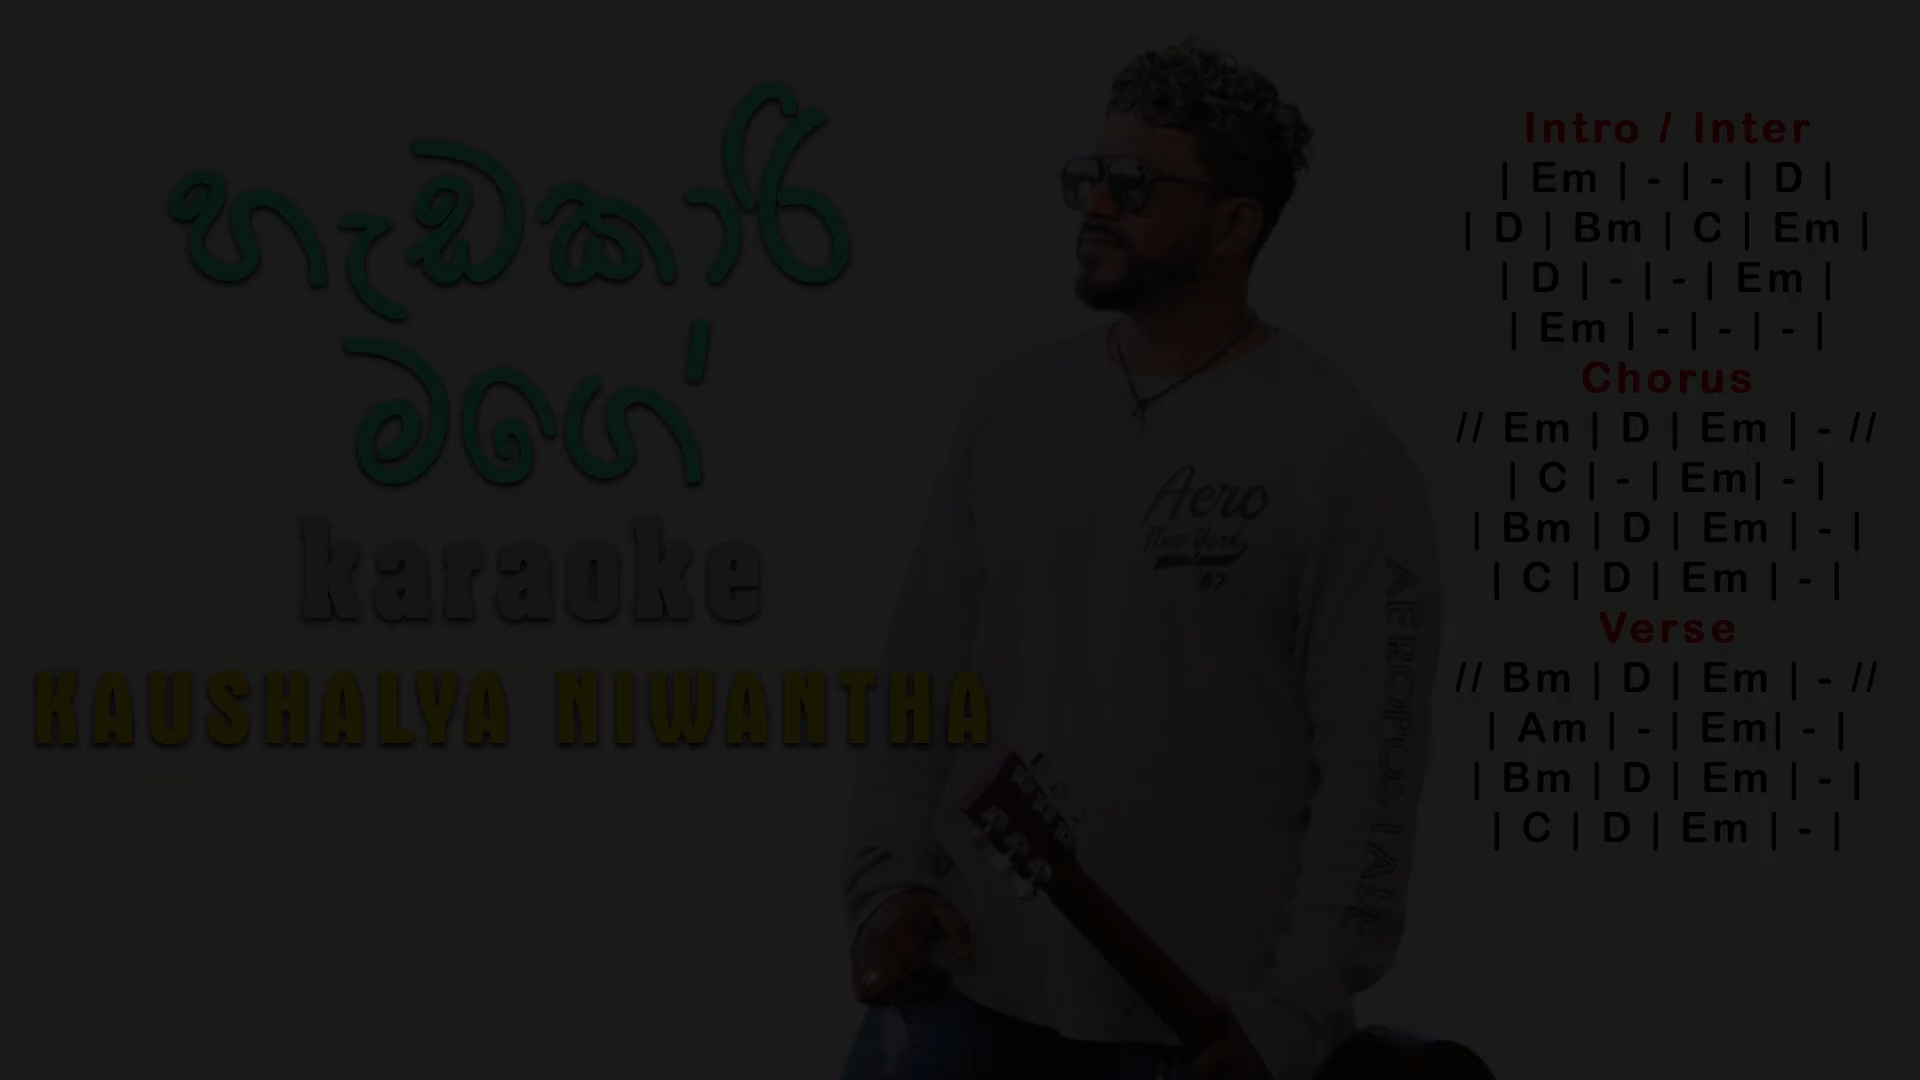 හැඩකාරී
මගේ
karaoke
KAUSHALYA NIWANTHA
Aero
New York
87
AEROPOSTALE
Intro / Inter
| Em | - | - | D |
| D | Bm | C | Em |
| D | - | - | Em |
| Em | - | - | - |
Chorus
// Em | D | Em | - //
| C | - | Em| - |
| Bm | D | Em | - |
| C | D | Em | - |
Verse
// Bm | D | Em | - //
| Am | - | Em| - |
| Bm | D | Em | - |
| C | D | Em | - |